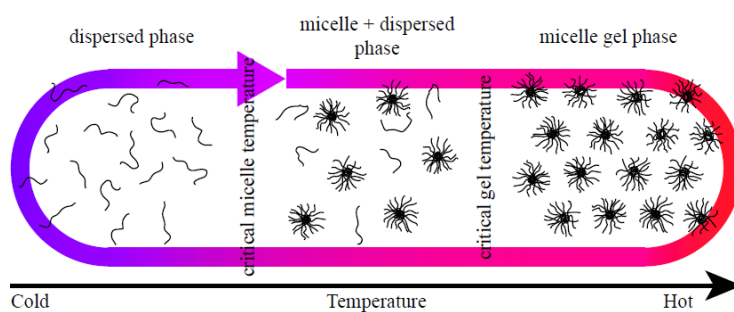 dispersed phase
micelle + dispersed
phase
micelle gel phase
critical micelle temperature
critical gel temperature
Cold
Temperature
Hot